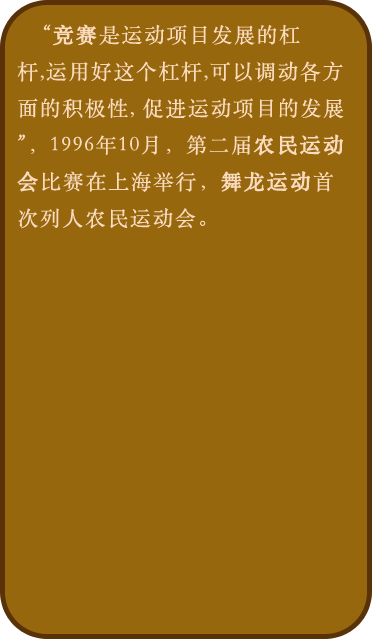 “竞赛是运动项目发展的杠
杆,运用好这个杠杆,可以调动各方
面的积极性, 促进运动项目的发展
”，1996年10月，第二届农民运动
会比赛在上海举行，舞龙运动首
次列人农民运动会。